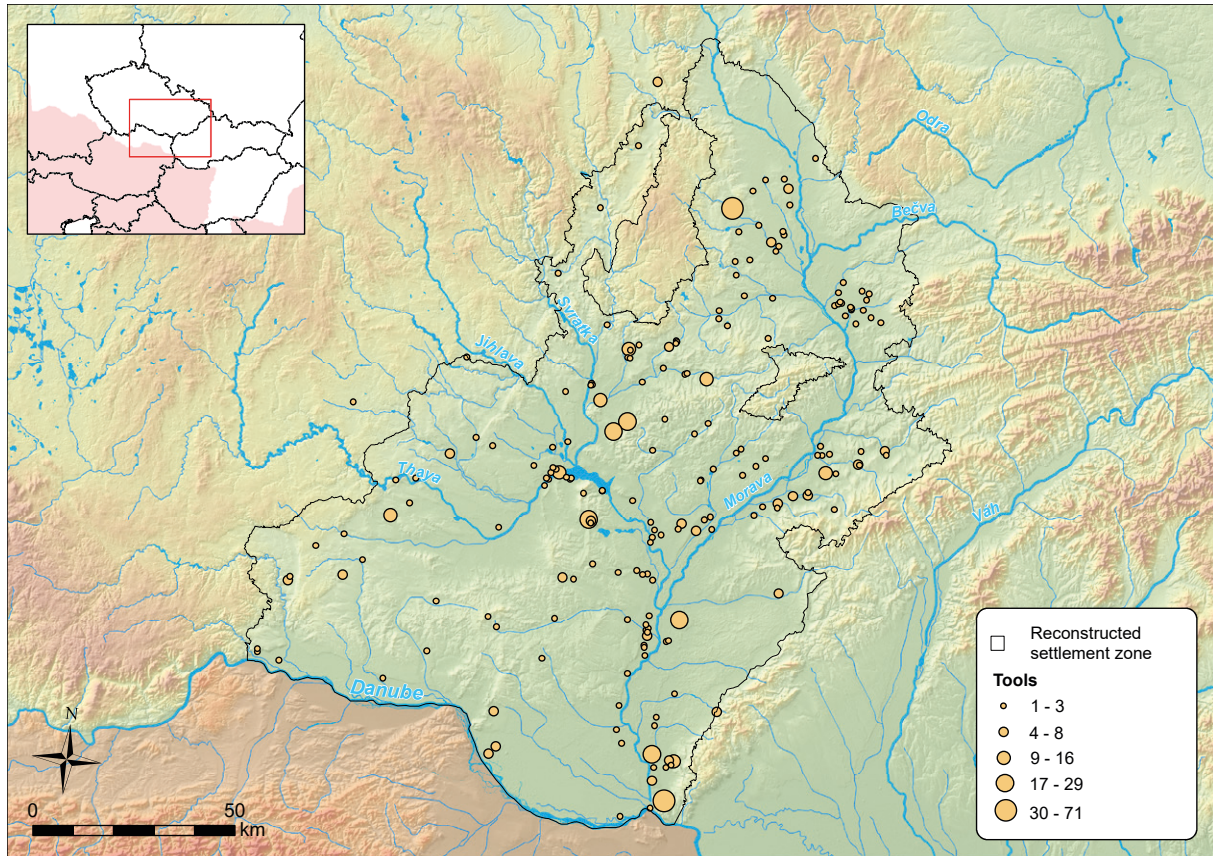 Odra
Bečva
Svratka
Jihlava
Thaya
Morava
Váh
Danube
N
0 50
km
Reconstructed
settlement zone
Tools
1 - 3
4 - 8
9 - 16
17 - 29
30 - 71